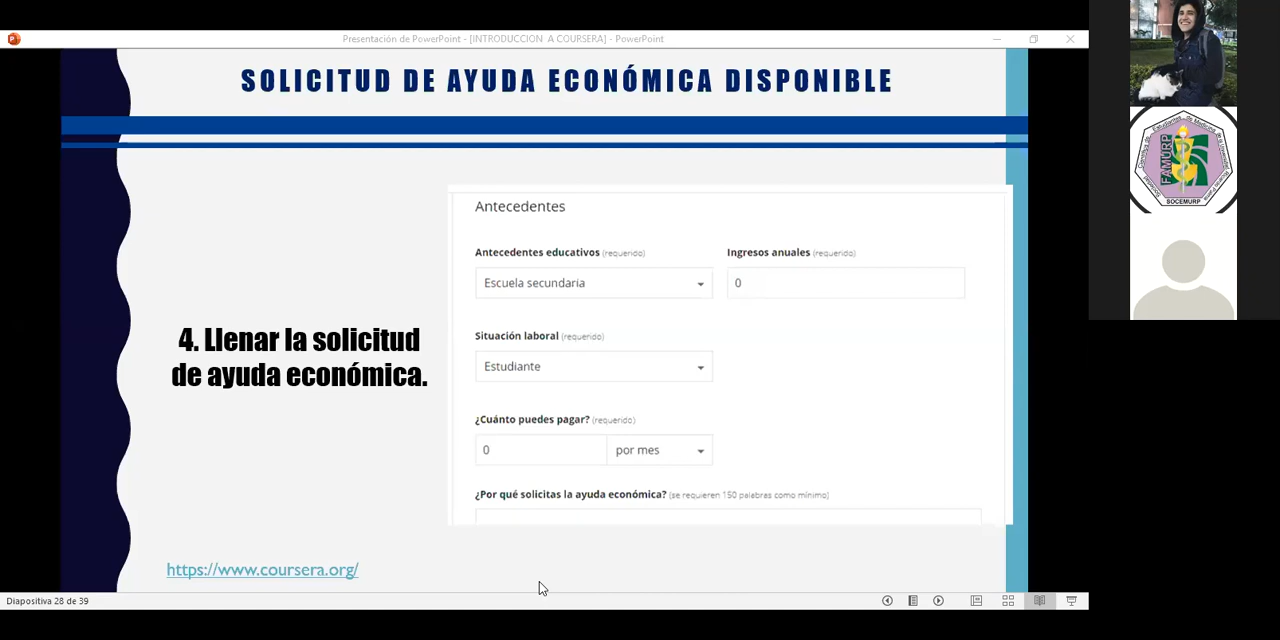 Presentación de PowerPoint - [INTRODUCCION A COURSERA] - PowerPoint
SOLICITUD DE AYUDA ECONÓMICA DISPONIBLE
Antecedentes
Antecedentes educativos (requerido)
Ingresos anuales (requerido)
Escuela secundaria
0
Situación laboral (requerido)
Estudiante
4. Llenar la solicitud
de ayuda económica.
¿Cuánto puedes pagar? (requerido)
0
por mes
¿Por qué solicitas la ayuda económica? (se requieren 150 palabras como mínimo)
https://www.coursera.org/
Diapositiva 28 de 39
FAMURP
SOCEMURP